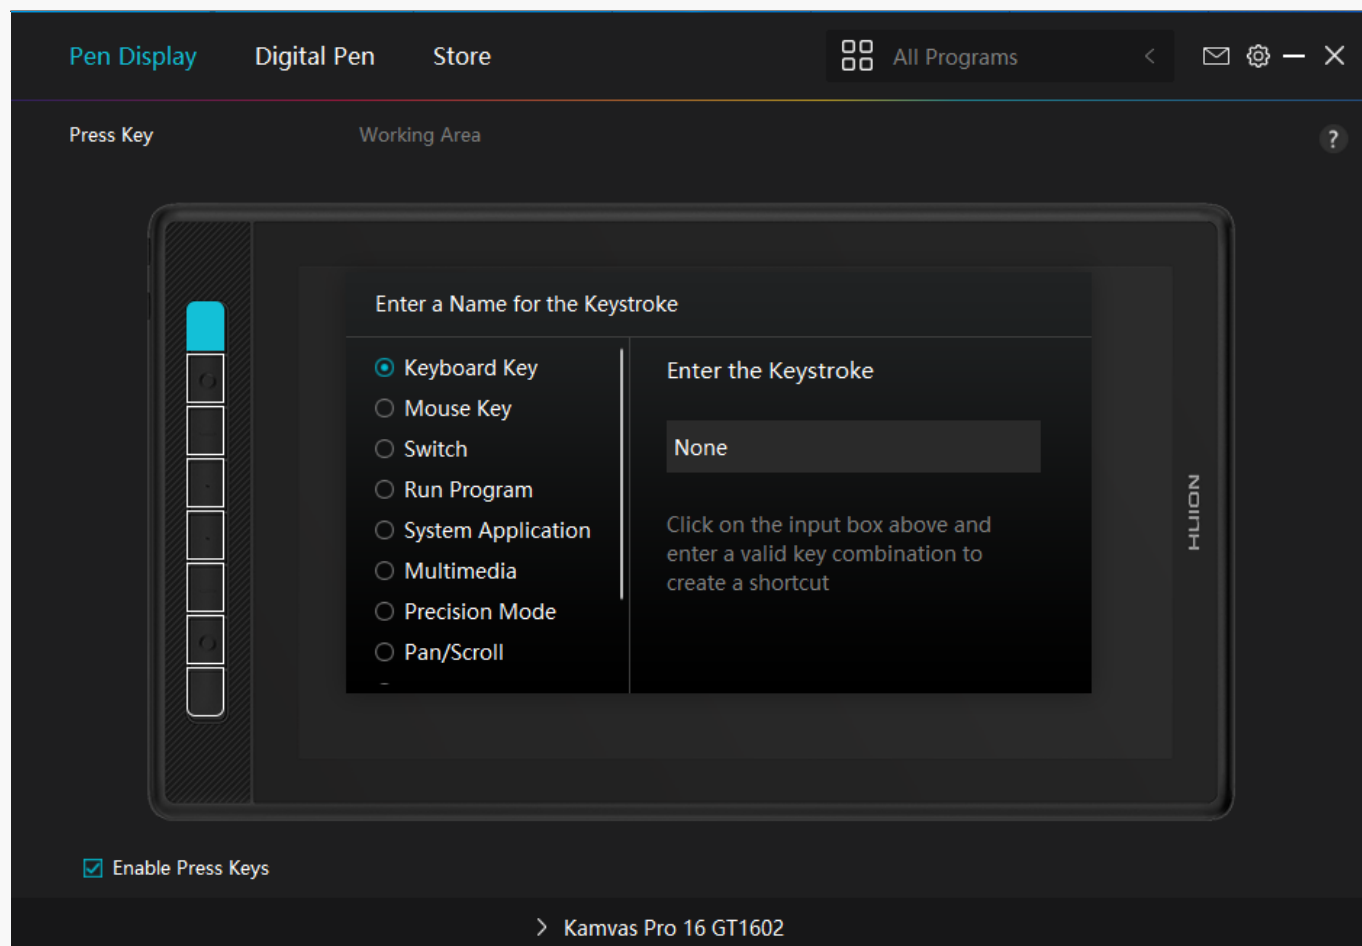 Pen Display Digital Pen Store All Programs
Press Key Working Area ?
Enter a Name for the Keystroke
Keyboard Key
Mouse Key
Switch
Run Program
System Application
Multimedia
Precision Mode
Pan/Scroll
Enter the Keystroke
None
Click on the input box above and
enter a valid key combination to
create a shortcut
HUION
Enable Press Keys
Kamvas Pro 16 GT1602